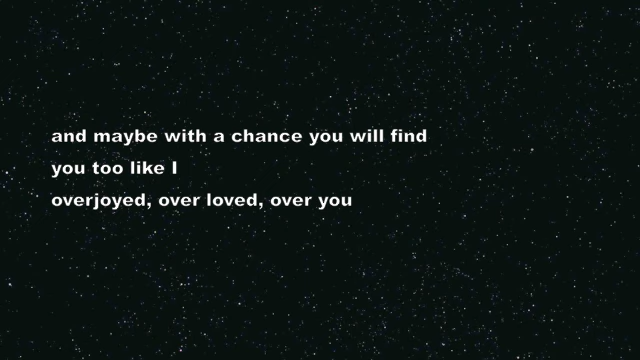 and maybe with a chance you will find
you too like I
overjoyed, over loved, over you